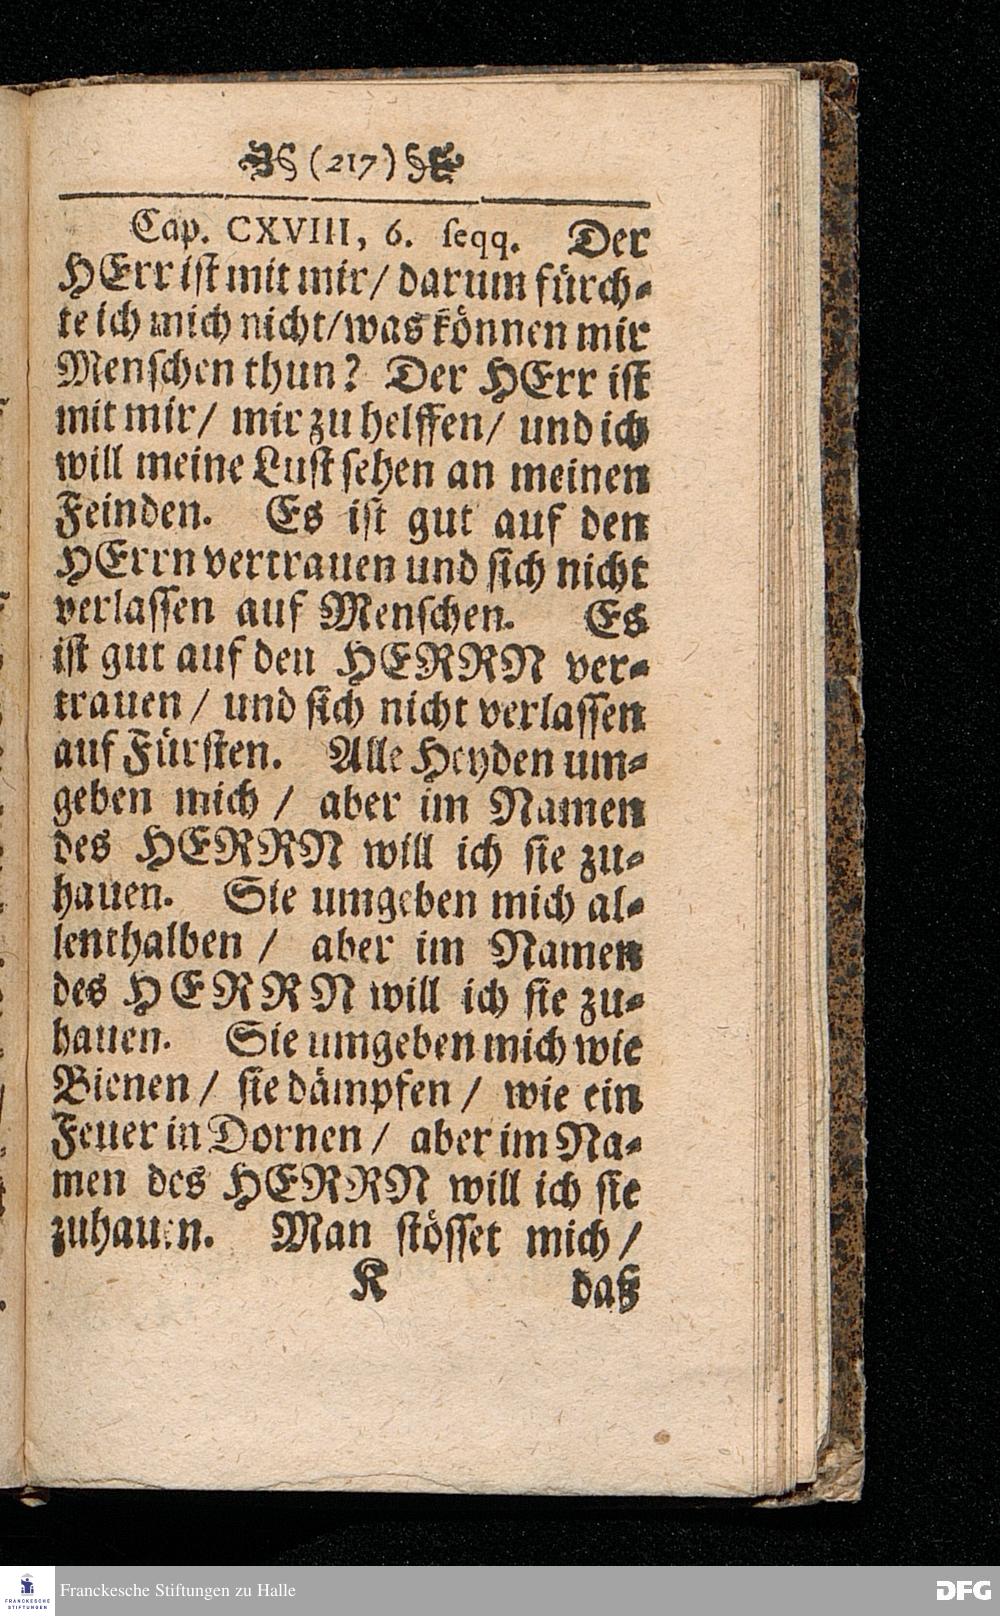 (217)
Cap. CXVIII, 6. seqq. Der
HErr ist mit mir/ darum fürch-
te ich mich nicht/ was können mir
Menschen thun? Der HErr ist
mit mir/ mir zu helffen/ und ich
will meine Lust sehen an meinen
Feinden. Es ist gut auf den
HErrn vertrauen und sich nicht
verlassen auf Menschen. Es
ist gut auf den HERRN ver-
trauen / und sich nicht verlassen
auf Fürsten. Alle Heyden um-
geben mich / aber im Namen
des HERRN will ich sie zu-
hauen. Sie umgeben mich al-
lenthalben / aber im Namen
des HERRN will ich sie zu-
hauen. Sie umgeben mich wie
Bienen / sie dämpfen / wie ein
Feuer in Dornen / aber im Na-
men des HERRN will ich sie
zuhauen. Man stösset mich /
K daß
FRANCKESCHE STIFTUNGEN
Franckesche Stiftungen zu Halle
DFG